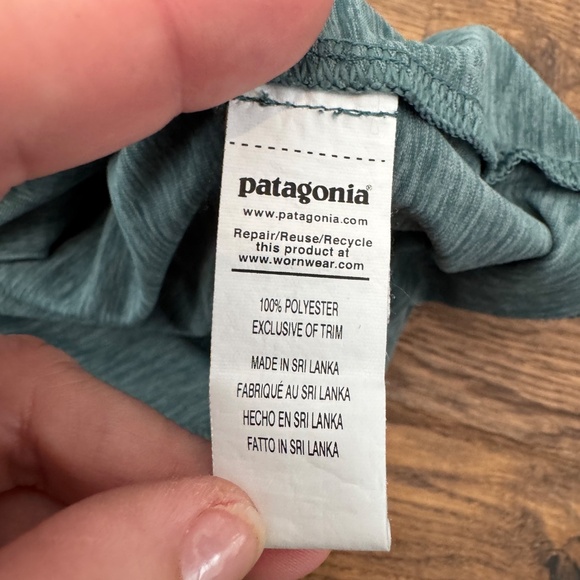 patagonia®
www.patagonia.com
Repair/Reuse/Recycle
this product at
www.wornwear.com
100% POLYESTER
EXCLUSIVE OF TRIM
MADE IN SRI LANKA
FABRIQUÉ AU SRI LANKA
HECHO EN SRI LANKA
FATTO IN SRI LANKA